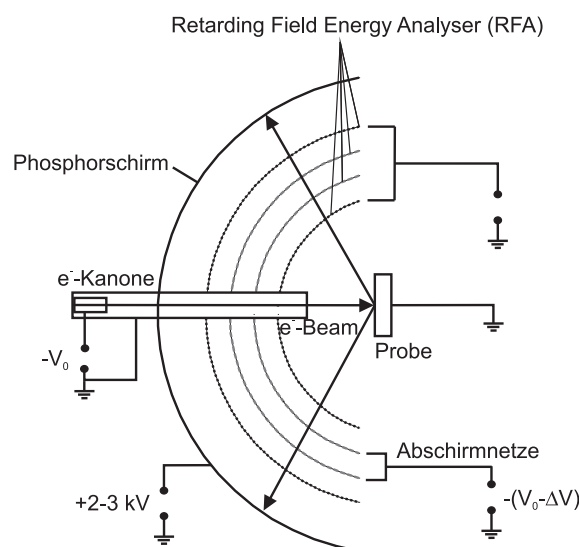 Retarding Field Energy Analyser (RFA)
Phosphorschirm
e⁻-Kanone
e⁻-Beam
Probe
-V₀
Abschirmnetze
+2-3 kV
-(V₀-ΔV)